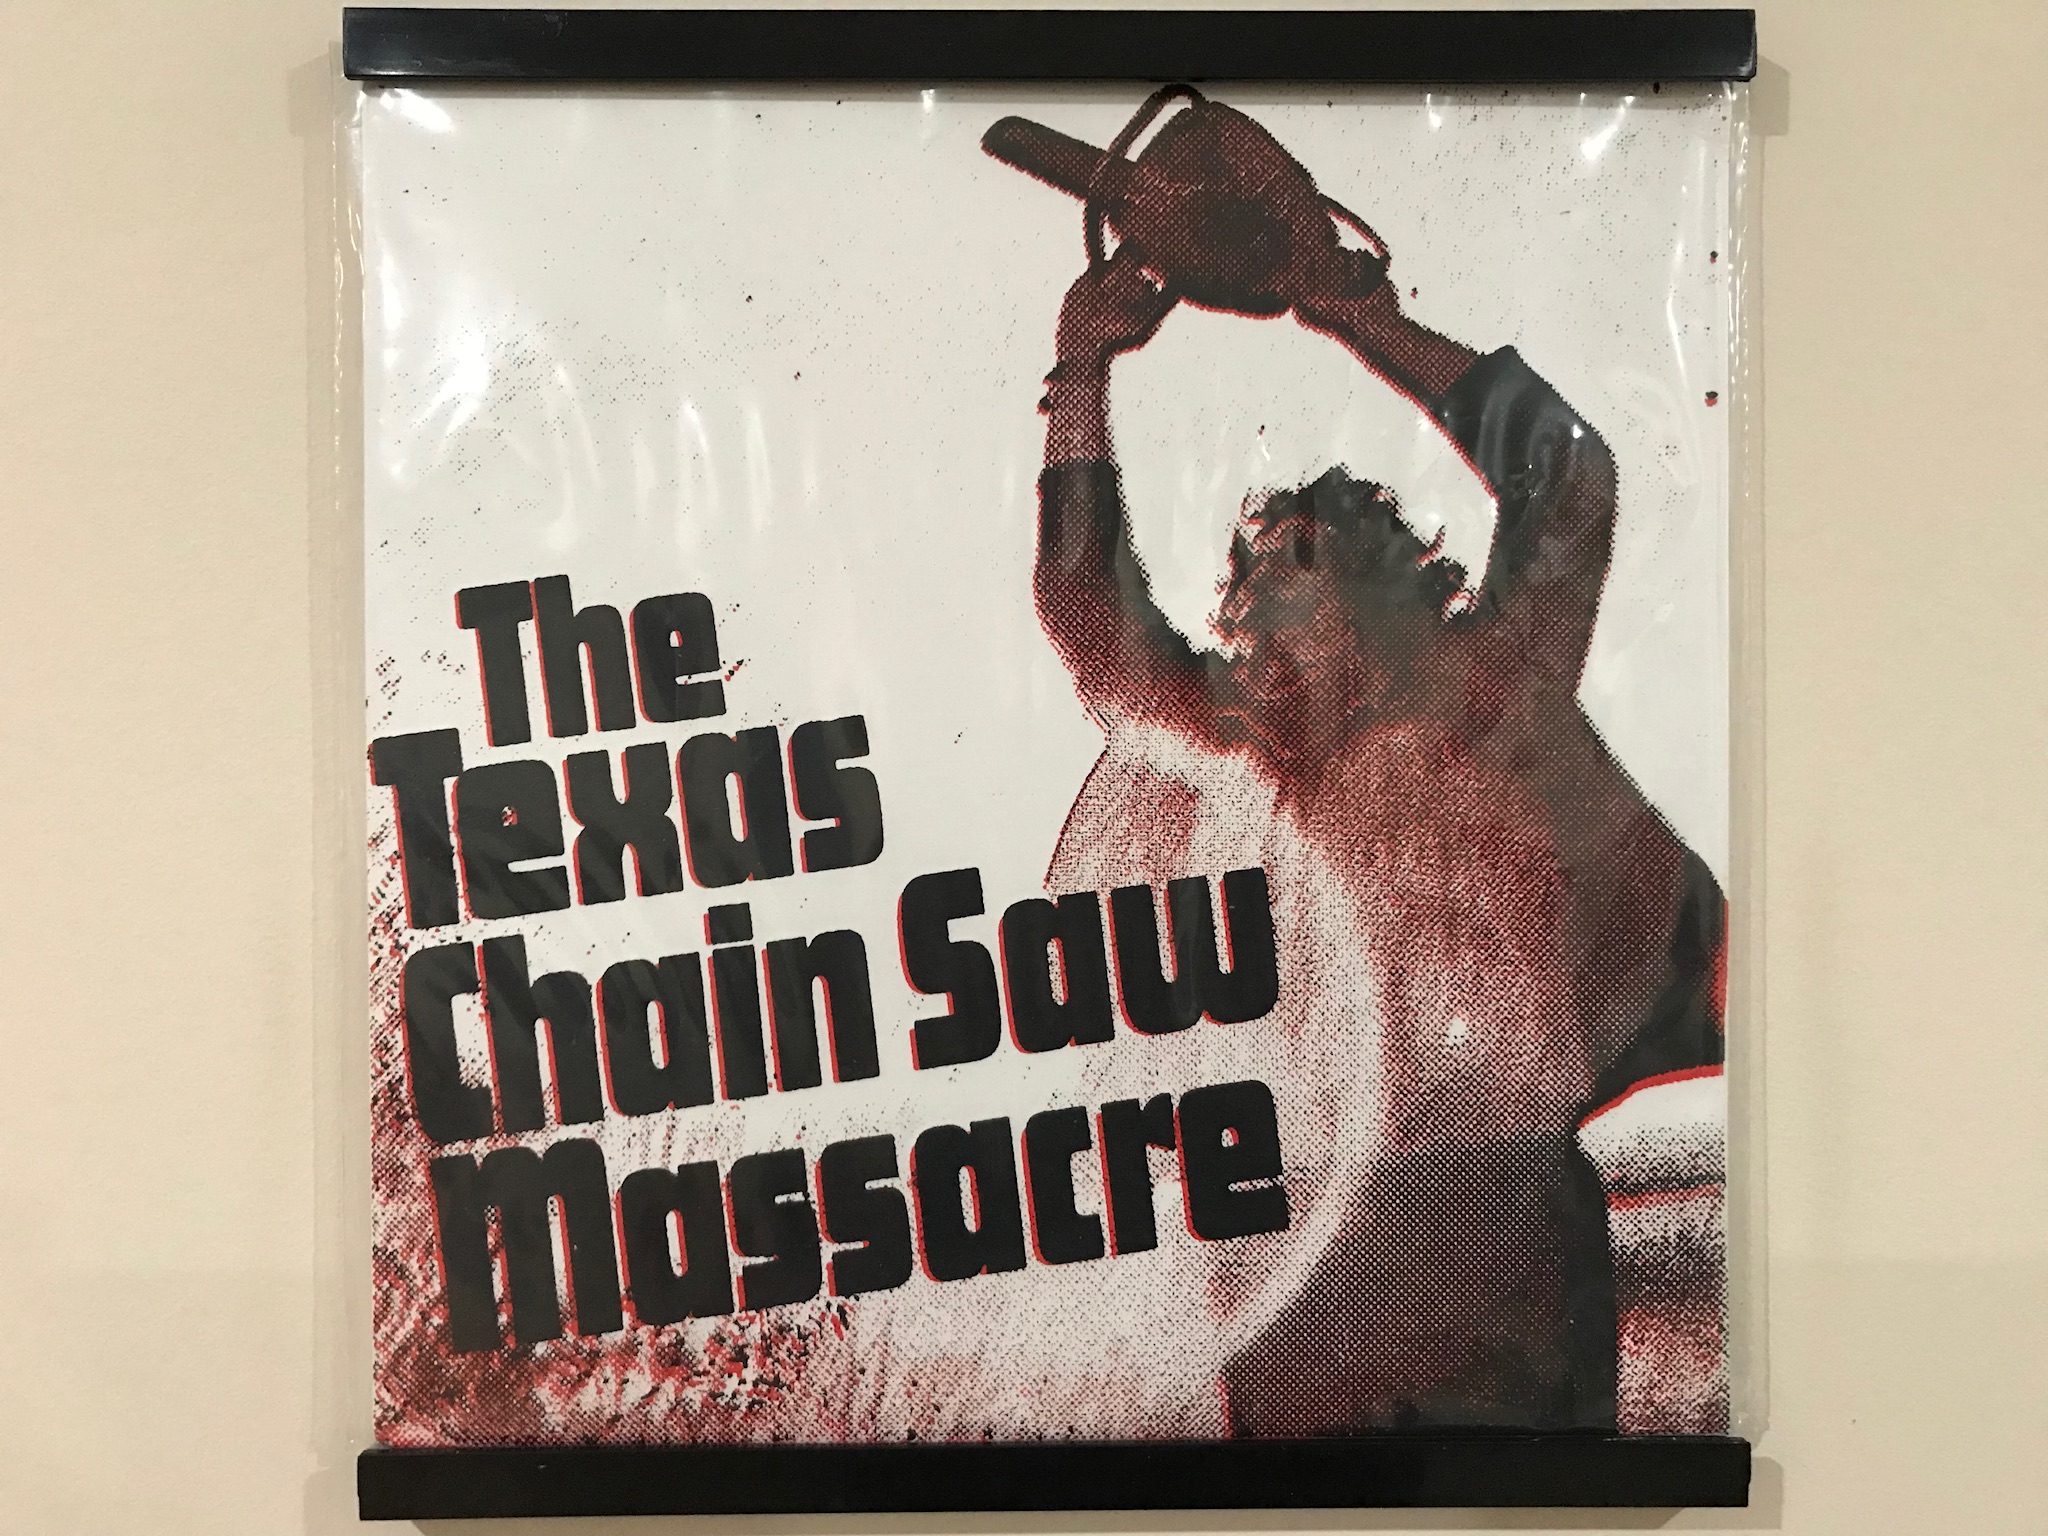 The
Texas
Chain Saw
Massacre